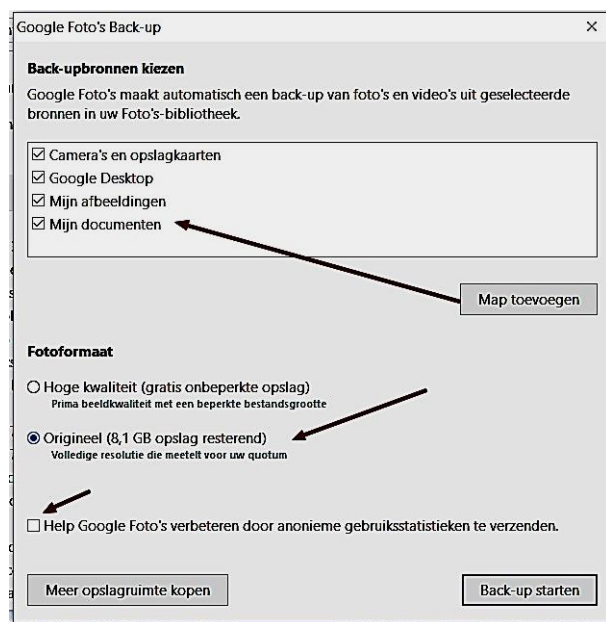 Google Foto's Back-up
Back-upbronnen kiezen
Google Foto's maakt automatisch een back-up van foto's en video's uit geselecteerde
bronnen in uw Foto's-bibliotheek.
Camera's en opslagkaarten
Google Desktop
Mijn afbeeldingen
Mijn documenten
Map toevoegen
Fotoformaat
Hoge kwaliteit (gratis onbeperkte opslag)
Prima beeldkwaliteit met een beperkte bestandsgrootte
Origineel (8,1 GB opslag resterend)
Volledige resolutie die meetelt voor uw quotum
Help Google Foto's verbeteren door anonieme gebruiksstatistieken te verzenden.
Meer opslagruimte kopen
Back-up starten